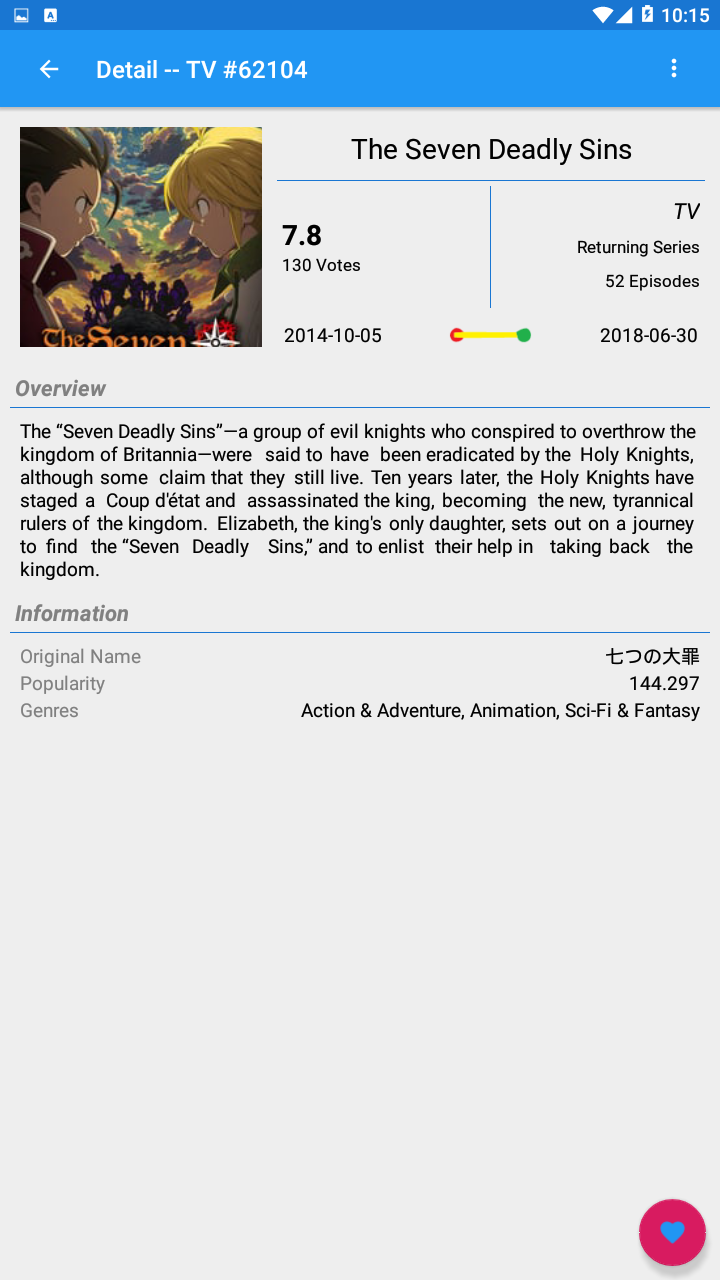 10:15
Detail -- TV #62104
The Seven
The Seven Deadly Sins
7.8
130 Votes
TV
Returning Series
52 Episodes
2014-10-05
2018-06-30
Overview
The “Seven Deadly Sins”—a group of evil knights who conspired to overthrow the
kingdom of Britannia—were said to have been eradicated by the Holy Knights,
although some claim that they still live. Ten years later, the Holy Knights have
staged a Coup d'état and assassinated the king, becoming the new, tyrannical
rulers of the kingdom. Elizabeth, the king's only daughter, sets out on a journey
to find the “Seven Deadly Sins,” and to enlist their help in taking back the
kingdom.
Information
Original Name 七つの大罪
Popularity 144.297
Genres Action & Adventure, Animation, Sci-Fi & Fantasy